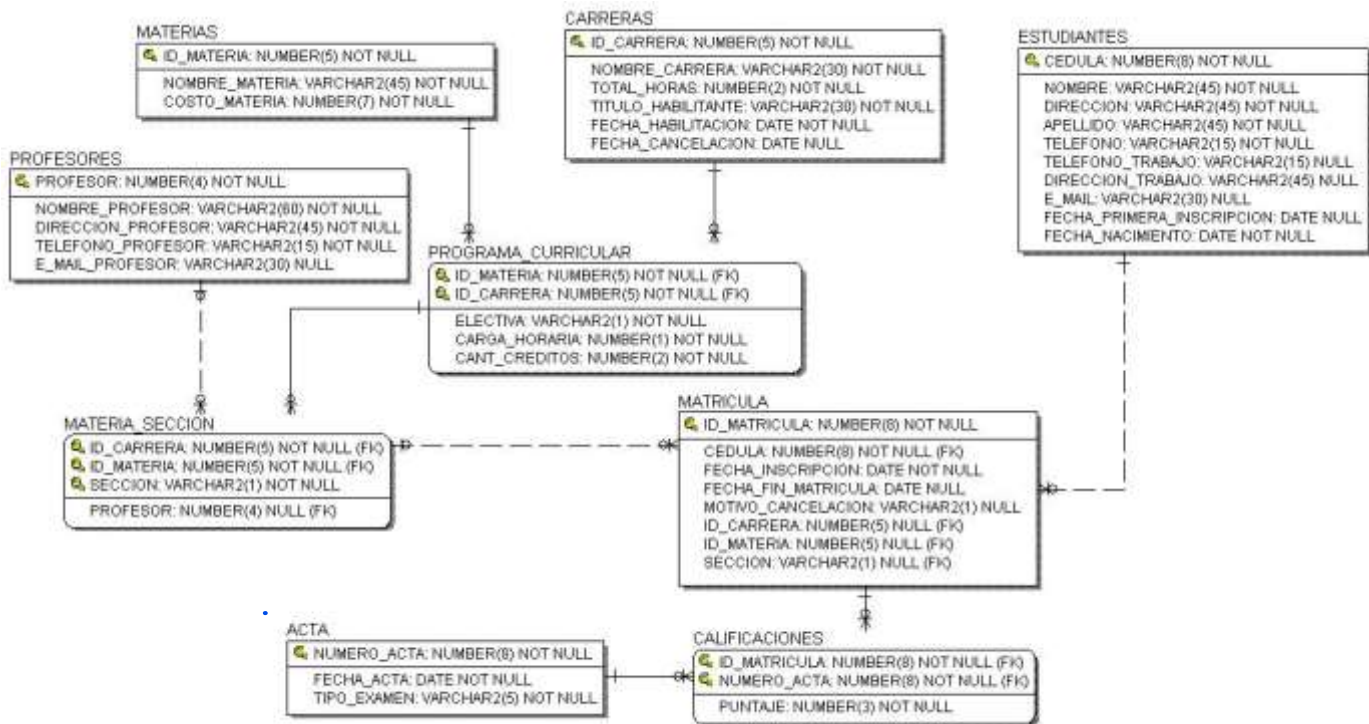 MATERIAS
ID_MATERIA: NUMBER(5) NOT NULL
NOMBRE_MATERIA: VARCHAR2(45) NOT NULL
COSTO_MATERIA: NUMBER(7) NOT NULL
CARRERAS
ID_CARRERA: NUMBER(5) NOT NULL
NOMBRE_CARRERA: VARCHAR2(30) NOT NULL
TOTAL_HORAS: NUMBER(2) NOT NULL
TITULO_HABILITANTE: VARCHAR2(30) NOT NULL
FECHA_HABILITACION: DATE NOT NULL
FECHA_CANCELACION: DATE NULL
ESTUDIANTES
CEDULA: NUMBER(8) NOT NULL
NOMBRE: VARCHAR2(45) NOT NULL
DIRECCION: VARCHAR2(45) NOT NULL
APELLIDO: VARCHAR2(45) NOT NULL
TELEFONO: VARCHAR2(15) NOT NULL
TELEFONO_TRABAJO: VARCHAR2(15) NULL
DIRECCION_TRABAJO: VARCHAR2(45) NULL
E_MAIL: VARCHAR2(30) NULL
FECHA_PRIMERA_INSCRIPCION: DATE NULL
FECHA_NACIMIENTO: DATE NOT NULL
PROFESORES
PROFESOR: NUMBER(4) NOT NULL
NOMBRE_PROFESOR: VARCHAR2(60) NOT NULL
DIRECCION_PROFESOR: VARCHAR2(45) NOT NULL
TELEFONO_PROFESOR: VARCHAR2(15) NOT NULL
E_MAIL_PROFESOR: VARCHAR2(30) NULL
PROGRAMA_CURRICULAR
ID_MATERIA: NUMBER(5) NOT NULL (FK)
ID_CARRERA: NUMBER(5) NOT NULL (FK)
ELECTIVA: VARCHAR2(1) NOT NULL
CARGA_HORARIA: NUMBER(1) NOT NULL
CANT_CREDITOS: NUMBER(2) NOT NULL
MATERIA_SECCION
ID_CARRERA: NUMBER(5) NOT NULL (FK)
ID_MATERIA: NUMBER(5) NOT NULL (FK)
SECCION: VARCHAR2(1) NOT NULL
PROFESOR: NUMBER(4) NULL (FK)
MATRICULA
ID_MATRICULA: NUMBER(8) NOT NULL
CEDULA: NUMBER(8) NOT NULL (FK)
FECHA_INSCRIPCION: DATE NOT NULL
FECHA_FIN_MATRICULA: DATE NULL
MOTIVO_CANCELACION: VARCHAR2(1) NULL
ID_CARRERA: NUMBER(5) NULL (FK)
ID_MATERIA: NUMBER(5) NULL (FK)
SECCION: VARCHAR2(1) NULL (FK)
ACTA
NUMERO_ACTA: NUMBER(8) NOT NULL
FECHA_ACTA: DATE NOT NULL
TIPO_EXAMEN: VARCHAR2(5) NOT NULL
CALIFICACIONES
ID_MATRICULA: NUMBER(8) NOT NULL (FK)
NUMERO_ACTA: NUMBER(8) NOT NULL (FK)
PUNTAJE: NUMBER(3) NOT NULL